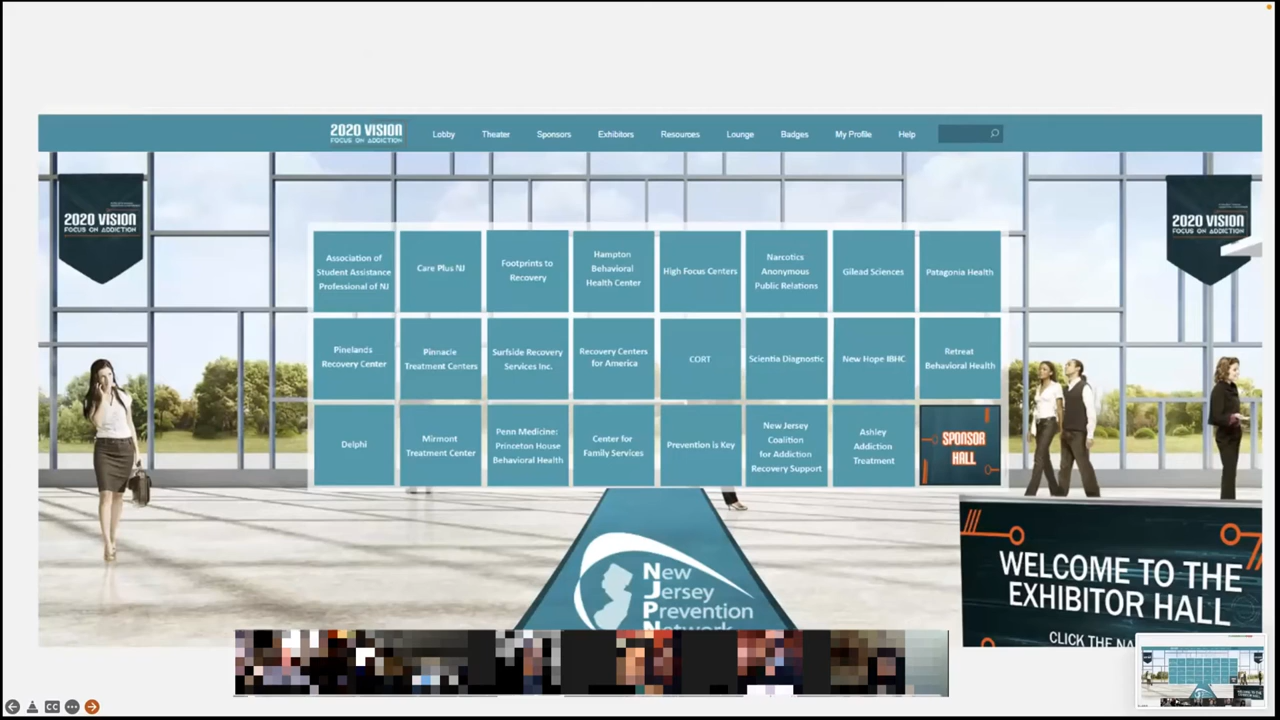 2020 VISION
FOCUS ON ADDICTION
Lobby
Theater
Sponsors
Exhibitors
Resources
Lounge
Badges
My Profile
Help
2020 VISION
FOCUS ON ADDICTION
2020 VISION
FOCUS ON ADDICTION
Association of
Student Assistance
Professional of NJ
Care Plus NJ
Footprints to
Recovery
Hampton
Behavioral
Health Center
High Focus Centers
Narcotics
Anonymous
Public Relations
Gilead Sciences
Patagonia Health
Pinelands
Recovery Center
Pinnacle
Treatment Centers
Surfside Recovery
Services Inc.
Recovery Centers
for America
CORT
Scientia Diagnostic
New Hope IBHC
Retreat
Behavioral Health
Delphi
Mirmont
Treatment Center
Penn Medicine:
Princeton House
Behavioral Health
Center for
Family Services
Prevention is Key
New Jersey
Coalition
for Addiction
Recovery Support
Ashley
Addiction
Treatment
SPONSOR
HALL
New
Jersey
Prevention
Network
WELCOME TO THE
EXHIBITOR HALL
CLICK THE
CC